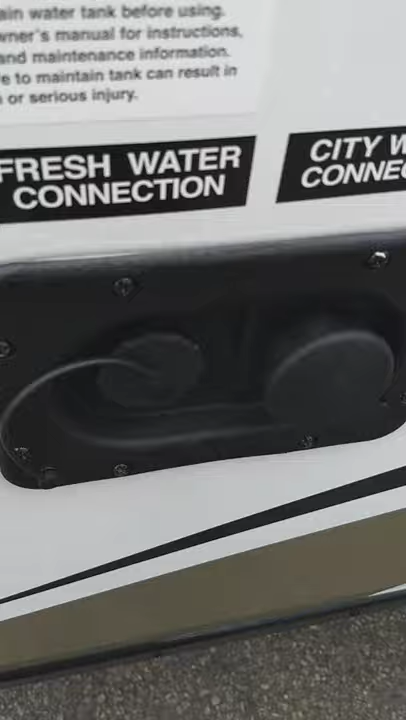 ain water tank before using.
wner's manual for instructions,
and maintenance information.
e to maintain tank can result in
or serious injury.
FRESH WATER
CONNECTION
CITY W
CONNEC